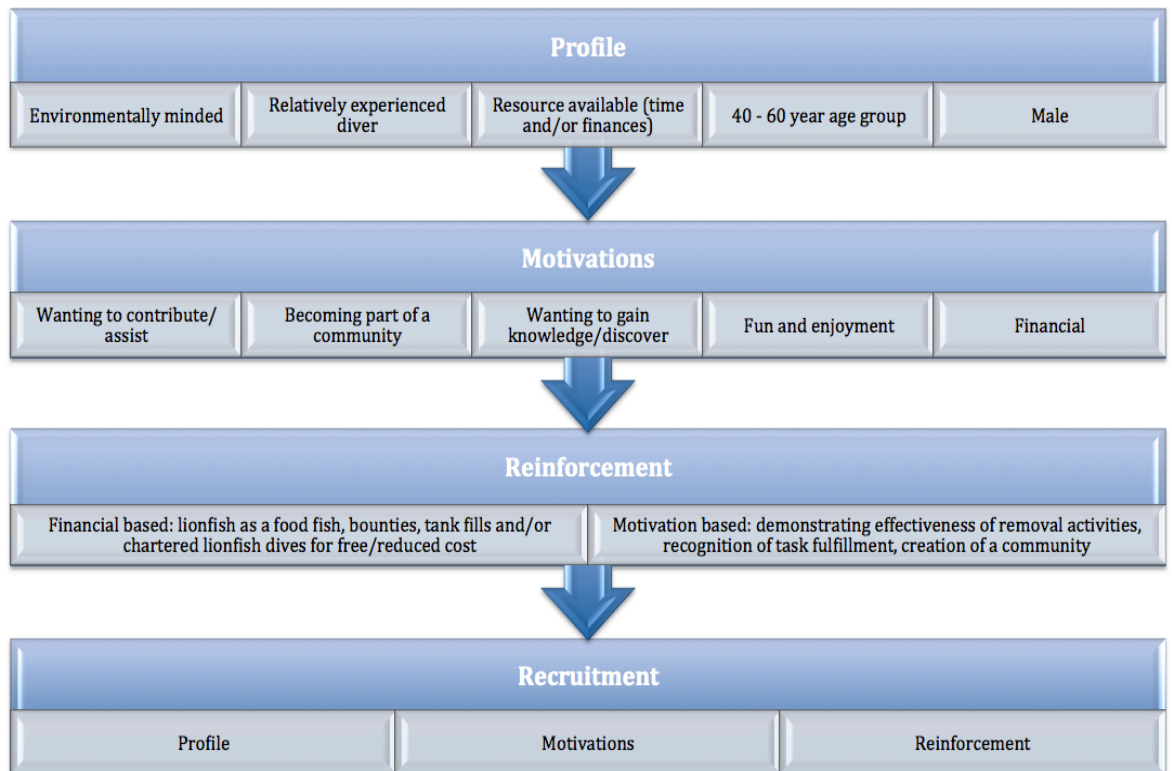 Profile
Environmentally minded
Relatively experienced
diver
Resource available (time
and/or finances)
40 - 60 year age group
Male
Motivations
Wanting to contribute/
assist
Becoming part of a
community
Wanting to gain
knowledge/discover
Fun and enjoyment
Financial
Reinforcement
Financial based: lionfish as a food fish, bounties, tank fills and/or
chartered lionfish dives for free/reduced cost
Motivation based: demonstrating effectiveness of removal activities,
recognition of task fulfillment, creation of a community
Recruitment
Profile
Motivations
Reinforcement